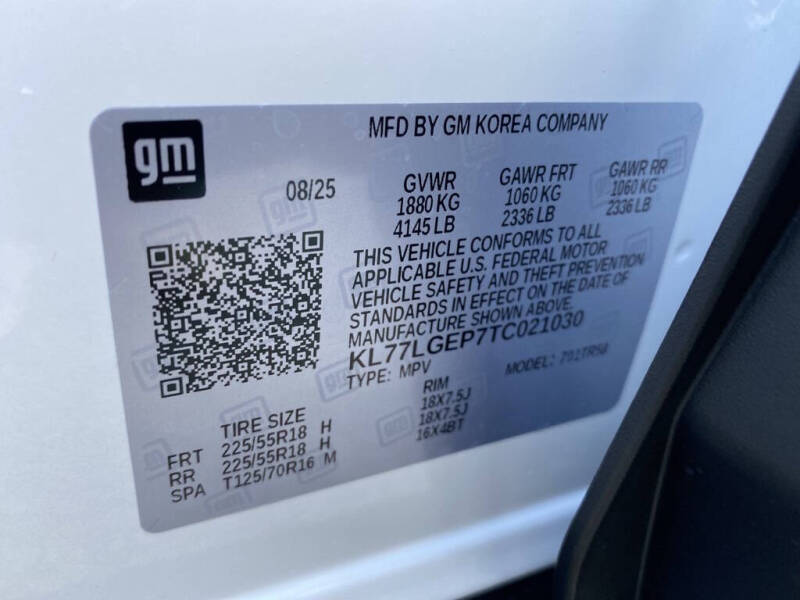 gm
MFD BY GM KOREA COMPANY
08/25
GVWR
1880 KG
4145 LB
GAWR FRT
1060 KG
2336 LB
GAWR RR
1060 KG
2336 LB
THIS VEHICLE CONFORMS TO ALL
APPLICABLE U.S. FEDERAL MOTOR
VEHICLE SAFETY AND THEFT PREVENTION
STANDARDS IN EFFECT ON THE DATE OF
MANUFACTURE SHOWN ABOVE.
KL77LGEP7TC021030
TYPE: MPV MODEL:
TIRE SIZE RIM
FRT 225/55R18 H 18X7.5J
RR 225/55R18 H 18X7.5J
SPA T125/70R16 M 16X4BT